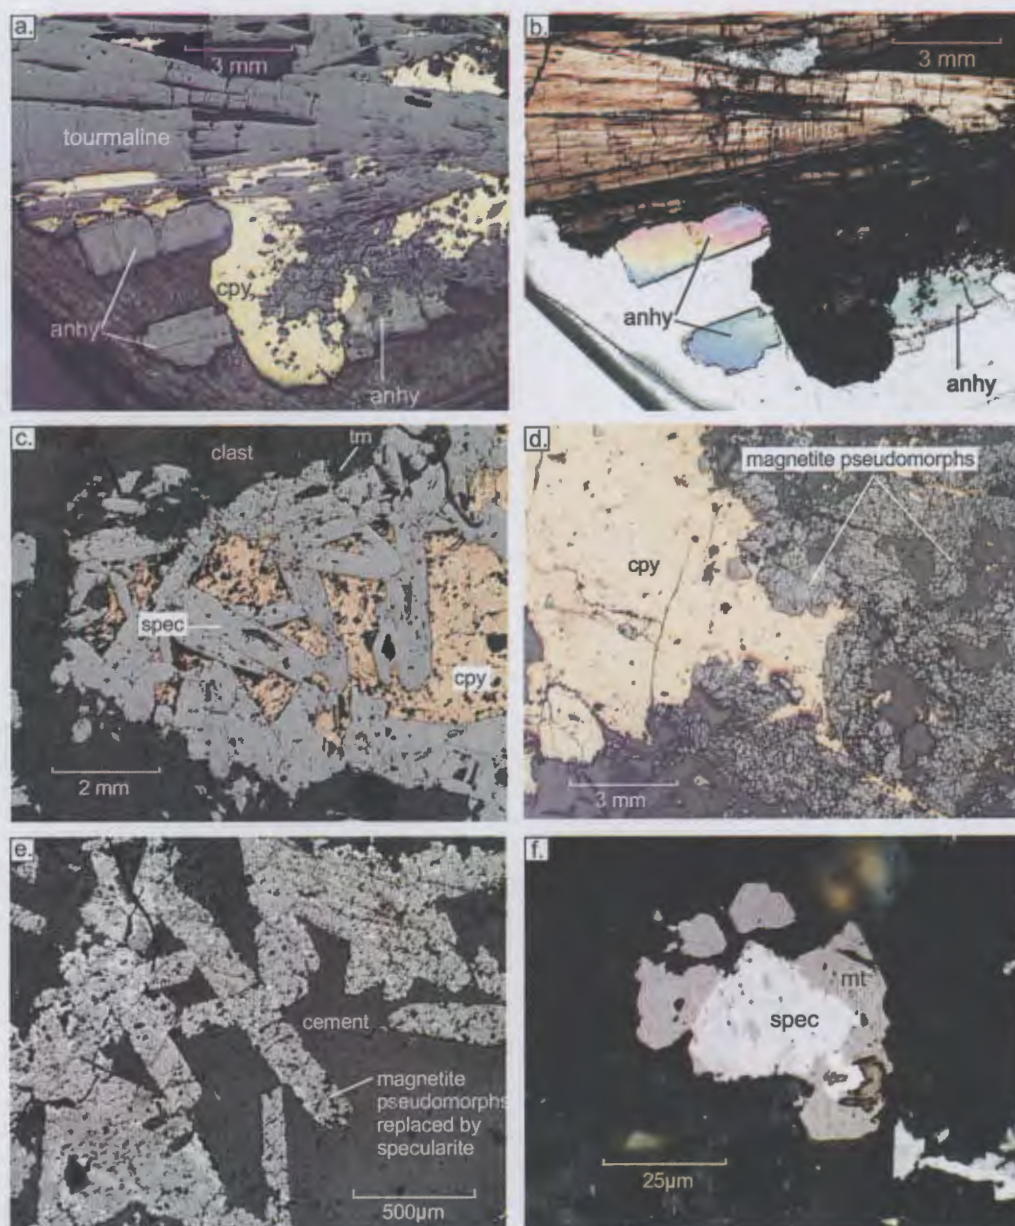 a.
3 mm
tourmaline
cpy
anhy
anhy
b.
3 mm
tourmaline
anhy
anhy
c.
clast
tm
spec
cpy
2 mm
d.
magnetite pseudomorphs
cpy
3 mm
e.
cement
magnetite
pseudomorphs
replaced by
specularite
500µm
f.
mt
spec
25µm